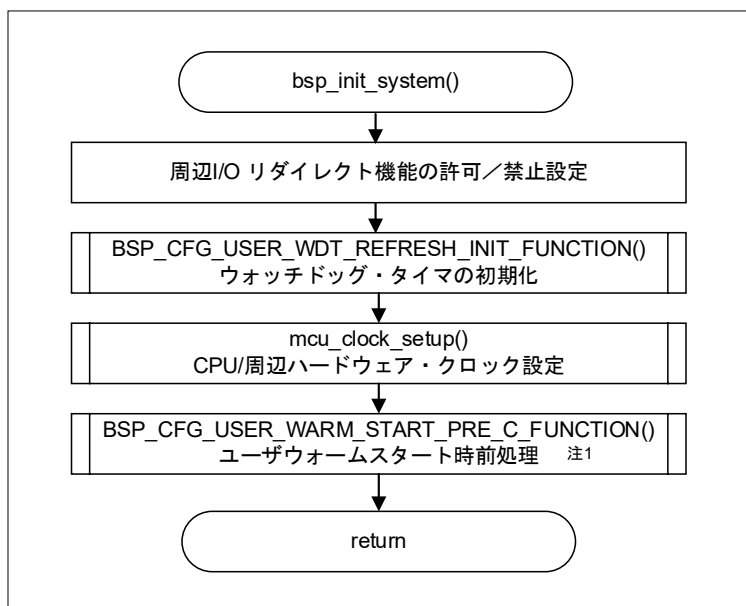 bsp_init_system()
周辺I/O リダイレクト機能の許可／禁止設定
BSP_CFG_USER_WDT_REFRESH_INIT_FUNCTION()
ウォッチドッグ・タイマの初期化
mcu_clock_setup()
CPU/周辺ハードウェア・クロック設定
BSP_CFG_USER_WARM_START_PRE_C_FUNCTION()
ユーザウォームスタート時前処理 注1
return